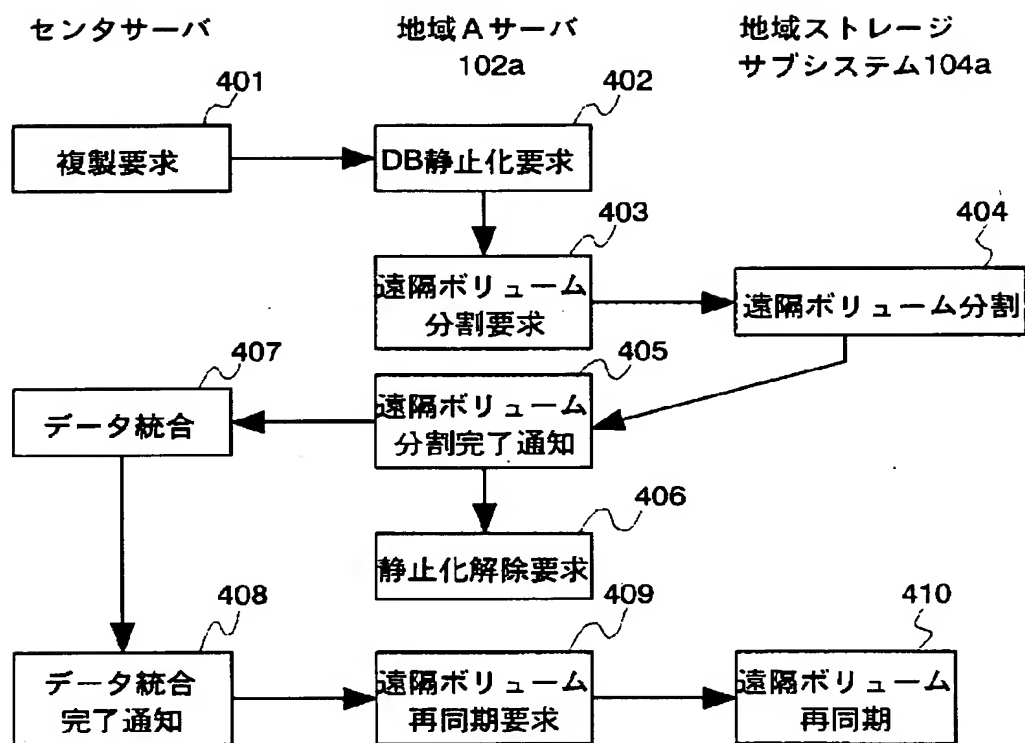 センタサーバ
地域Aサーバ
102a
地域ストレージ
サブシステム104a
401
複製要求
402
DB静止化要求
403
遠隔ボリューム
分割要求
404
遠隔ボリューム分割
405
遠隔ボリューム
分割完了通知
407
データ統合
406
静止化解除要求
408
データ統合
完了通知
409
遠隔ボリューム
再同期要求
410
遠隔ボリューム
再同期